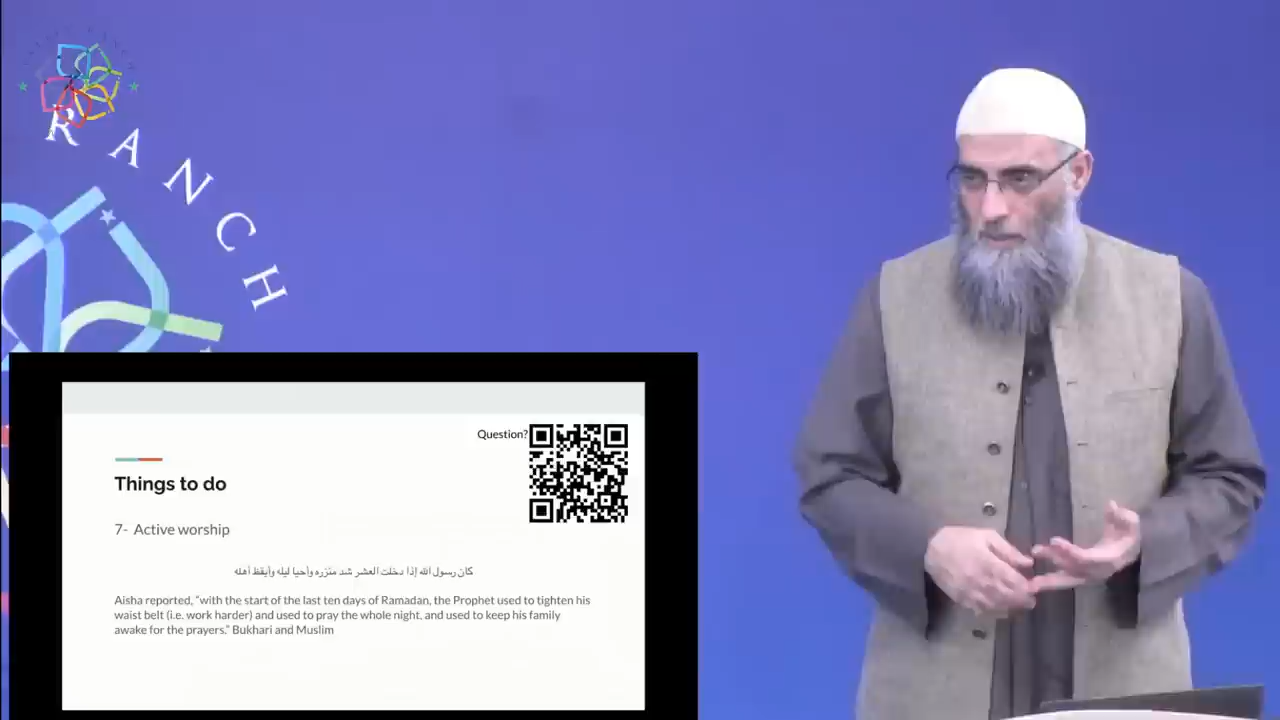 RANCH
Question?
Things to do
7- Active worship
كان رسول الله إذا دخلت العشر شد مئزره وأحيا ليله وأيقظ أهله
Aisha reported, “with the start of the last ten days of Ramadan, the Prophet used to tighten his
waist belt (i.e. work harder) and used to pray the whole night, and used to keep his family
awake for the prayers.” Bukhari and Muslim